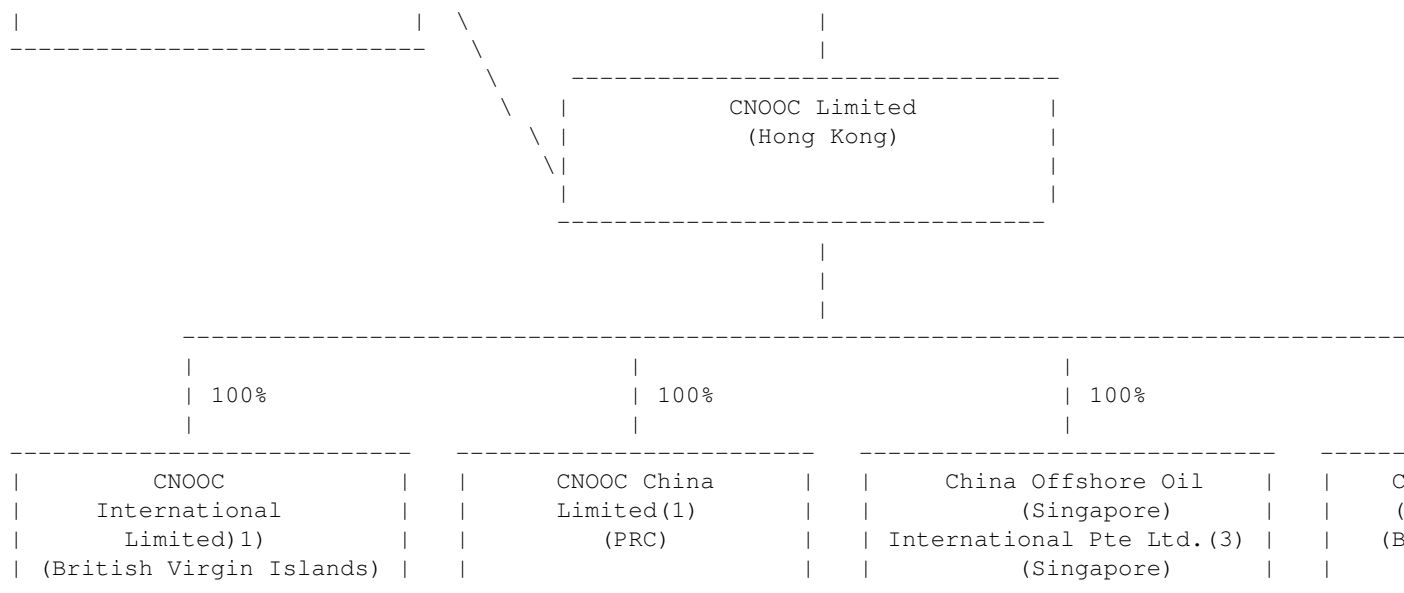 CNOOC Limited
(Hong Kong)
100%
100%
100%
CNOOC
International
Limited)1)
(British Virgin Islands)
CNOOC China
Limited(1)
(PRC)
China Offshore Oil
(Singapore)
International Pte Ltd.(3)
(Singapore)